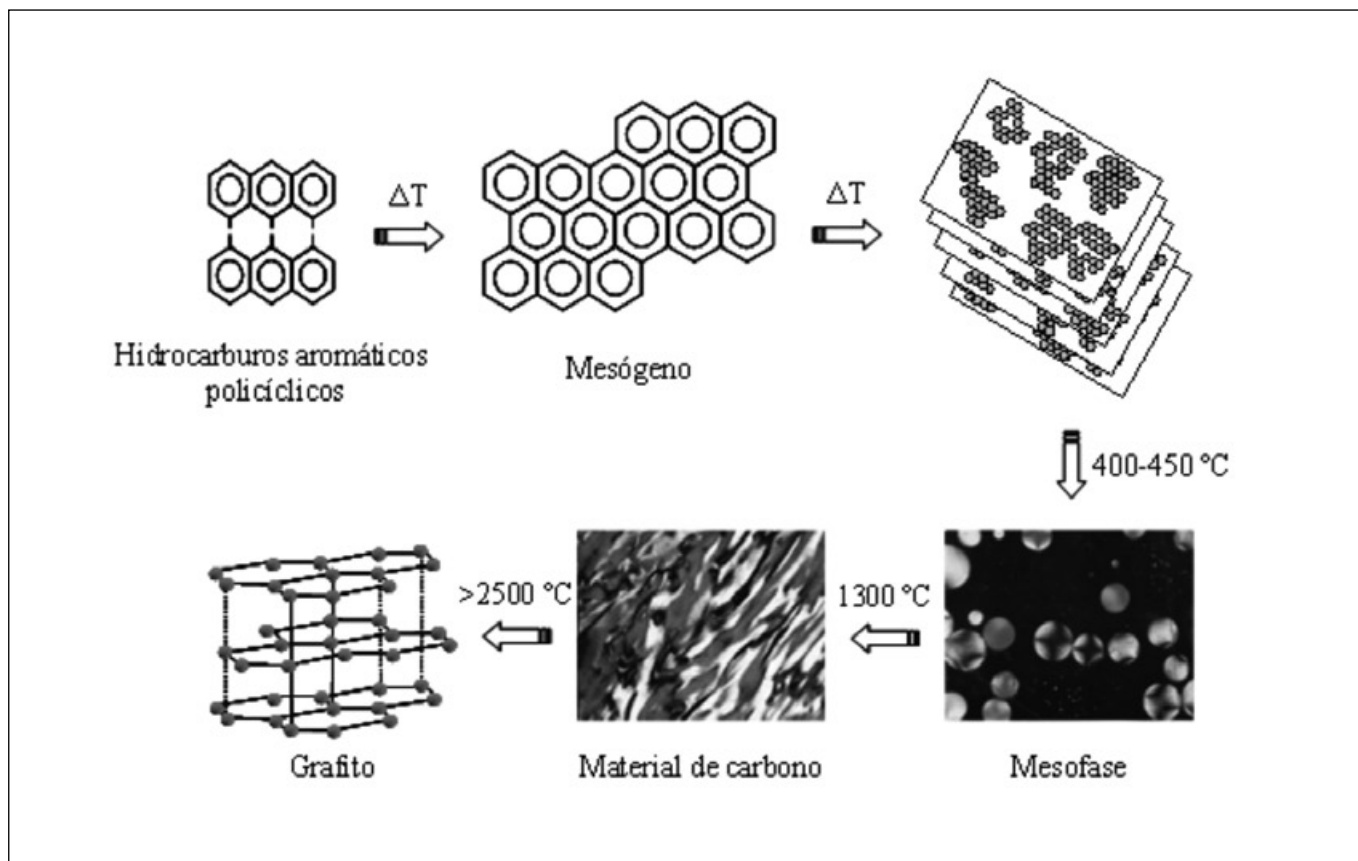 ΔT
ΔT
Hidrocarburos aromáticos
policíclicos
Mesógeno
400-450 °C
>2500 °C
1300 °C
Grafito
Material de carbono
Mesofase